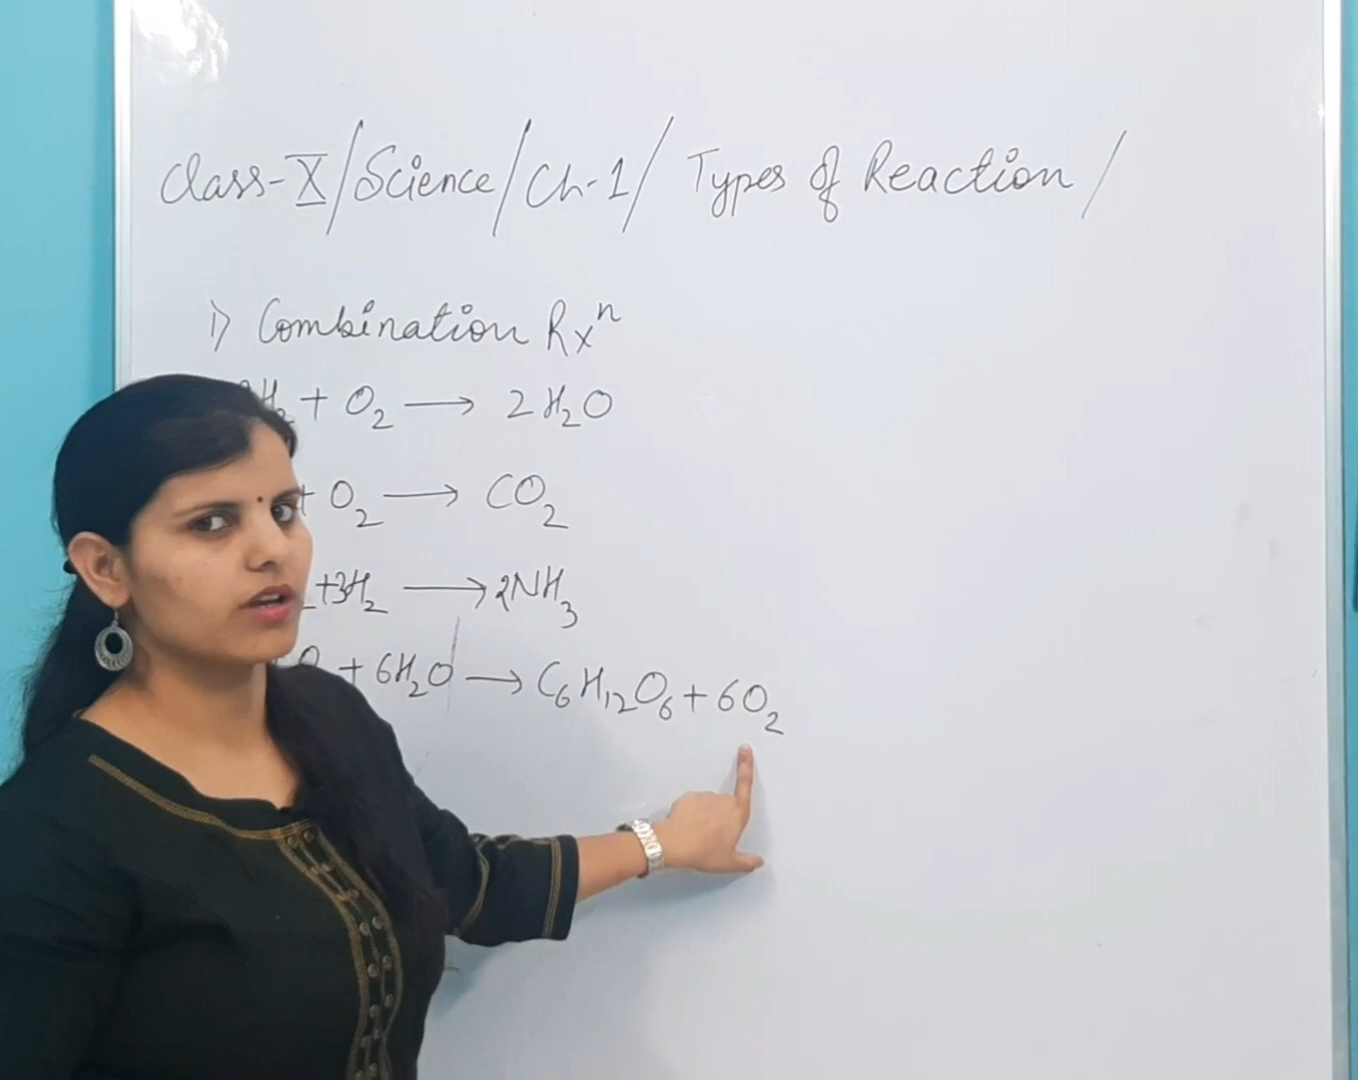 Class-X/Science/Ch-1/Types of Reaction/
1) Combination Rxⁿ
H₂ + O₂ → 2H₂O
+ O₂ → CO₂
+3H₂ → 2NH₃
+ 6H₂O → C₆H₁₂O₆ + 6O₂